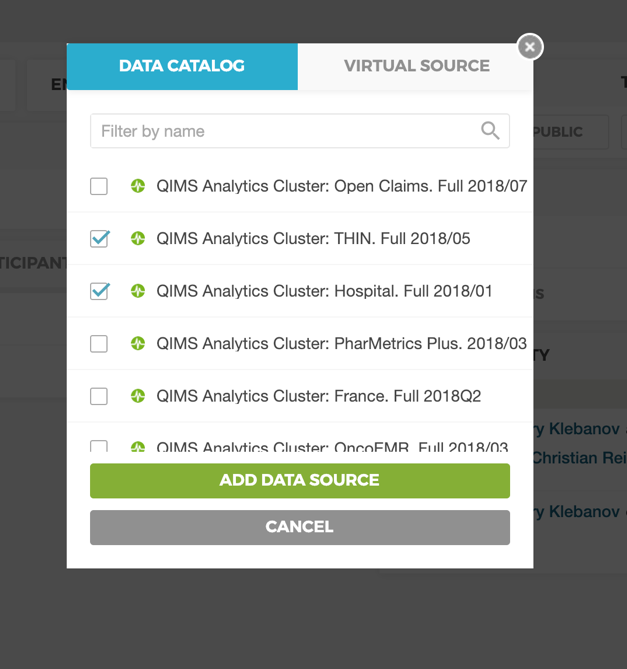 DATA CATALOG
VIRTUAL SOURCE
Filter by name
PUBLIC
QIMS Analytics Cluster: Open Claims. Full 2018/07
QIMS Analytics Cluster: THIN. Full 2018/05
TICIPANT
QIMS Analytics Cluster: Hospital. Full 2018/01
QIMS Analytics Cluster: PharMetrics Plus. 2018/03
TY
QIMS Analytics Cluster: France. Full 2018Q2
ry Klebanov
QIMS Analytics Cluster: OncoEMR. Full 2018/03
Christian Rei
ADD DATA SOURCE
ry Klebanov
CANCEL